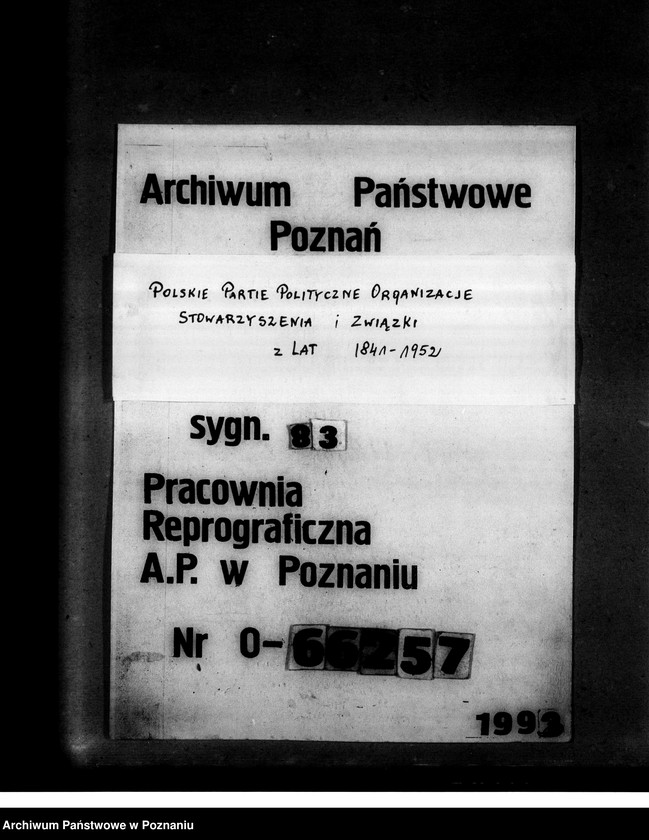 Archiwum Państwowe
Poznań
POLSKIE PARTIE POLITYCZNE ORGANIZACJE
STOWARZYSZENIA i ZWIĄZKI
z LAT 1841-1952
sygn. 83
Pracownia
Reprograficzna
A.P. w Poznaniu
Nr O-66257
1993
Archiwum Państwowe w Poznaniu